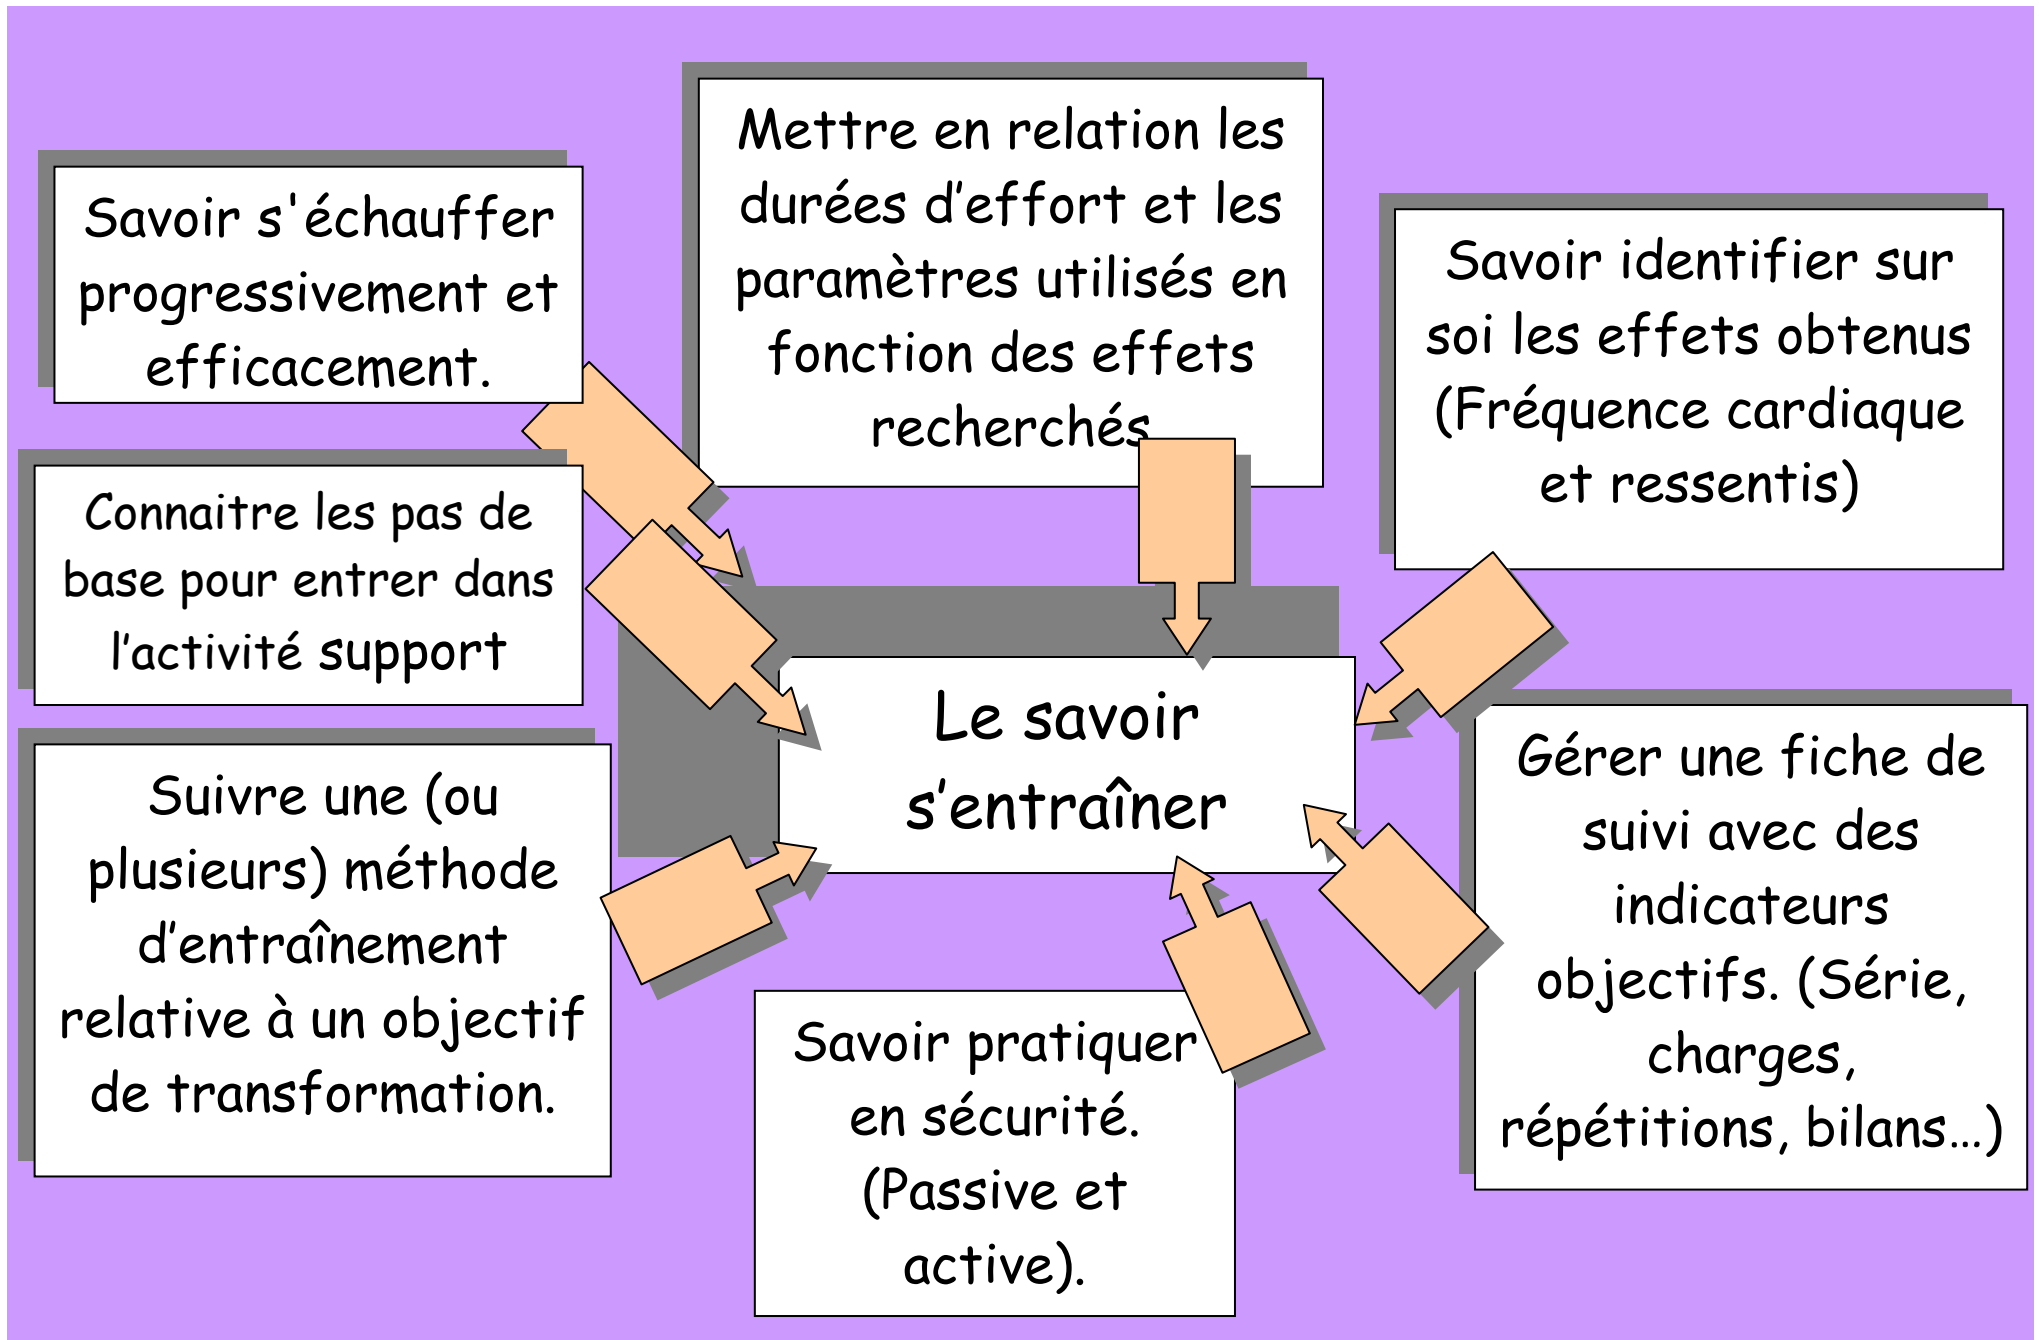 Savoir s'échauffer
progressivement et
efficacement.
Mettre en relation les
durées d’effort et les
paramètres utilisés en
fonction des effets
recherchés
Savoir identifier sur
soi les effets obtenus
(Fréquence cardiaque
et ressentis)
Connaitre les pas de
base pour entrer dans
l’activité support
Le savoir
s’entraîner
Suivre une (ou
plusieurs) méthode
d’entraînement
relative à un objectif
de transformation.
Gérer une fiche de
suivi avec des
indicateurs
objectifs. (Série,
charges,
répétitions, bilans…)
Savoir pratiquer
en sécurité.
(Passive et
active).